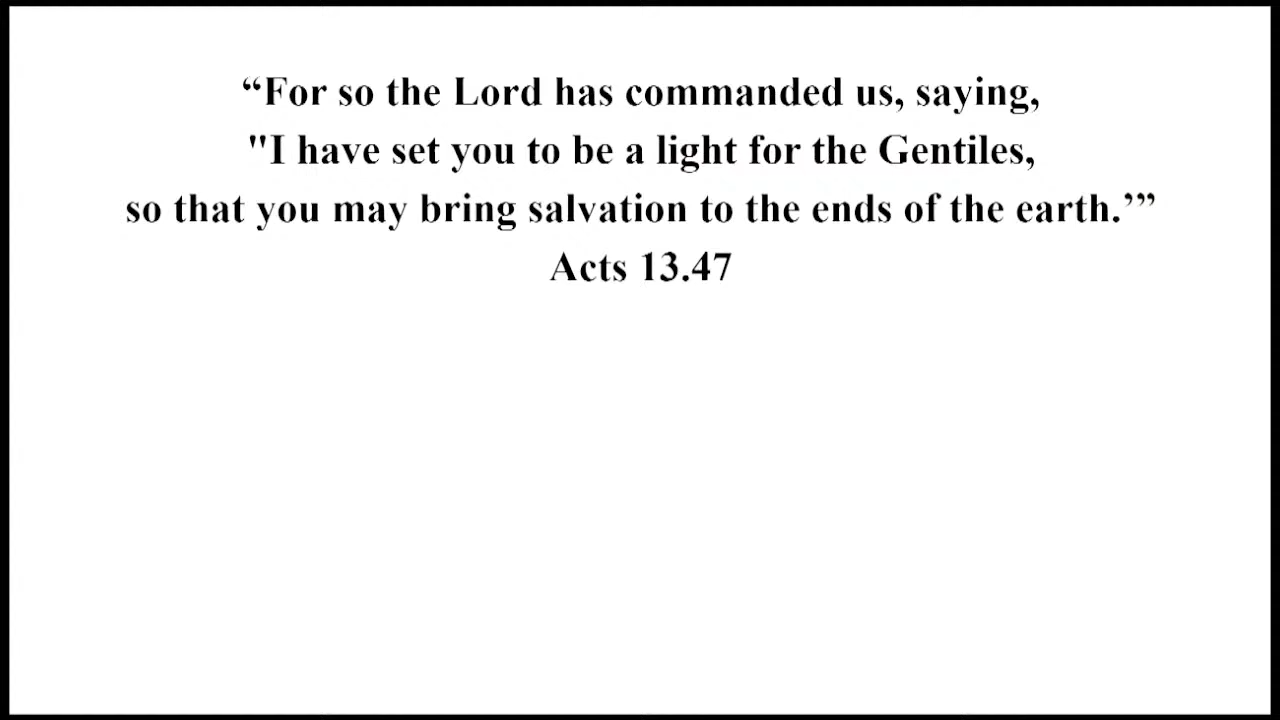 “For so the Lord has commanded us, saying,
"I have set you to be a light for the Gentiles,
so that you may bring salvation to the ends of the earth.’”
Acts 13.47